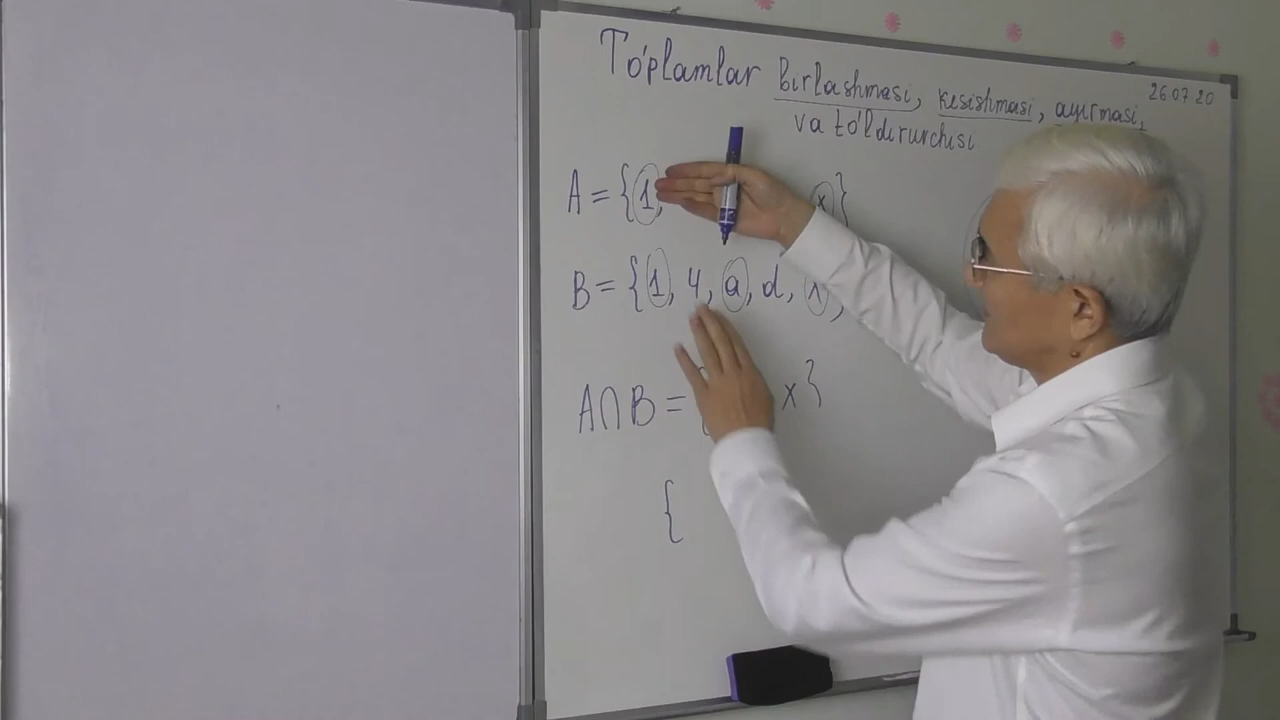 To'plamlar birlashmasi, kesishmasi, ayirmasi,
va to'ldiruvchisi
26.07.20
A = {1, x}
B = {1, 4, a, d, x,
A∩B = { x}
{